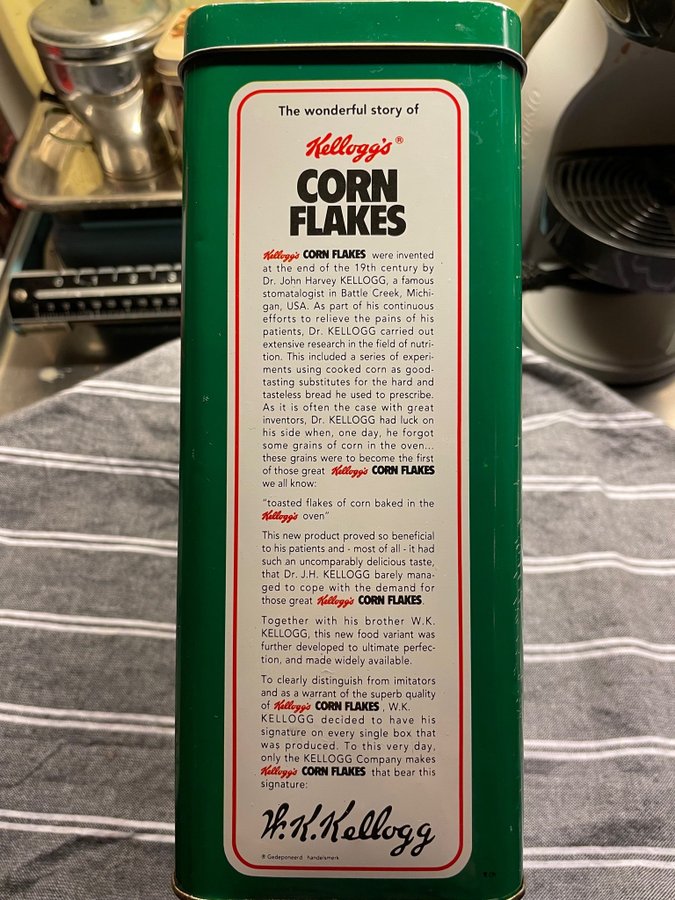 The wonderful story of
Kellogg's®
CORN
FLAKES
Kellogg's CORN FLAKES were invented
at the end of the 19th century by
Dr. John Harvey KELLOGG, a famous
stomatalogist in Battle Creek, Michi-
gan, USA. As part of his continuous
efforts to relieve the pains of his
patients, Dr. KELLOGG carried out
extensive research in the field of nutri-
tion. This included a series of experi-
ments using cooked corn as good-
tasting substitutes for the hard and
tasteless bread he used to prescribe.
As it is often the case with great
inventors, Dr. KELLOGG had luck on
his side when, one day, he forgot
some grains of corn in the oven...
these grains were to become the first
of those great Kellogg's CORN FLAKES
we all know:
"toasted flakes of corn baked in the
Kellogg's oven"
This new product proved so beneficial
to his patients and - most of all - it had
such an uncomparably delicious taste,
that Dr. J.H. KELLOGG barely mana-
ged to cope with the demand for
those great Kellogg's CORN FLAKES.
Together with his brother W.K.
KELLOGG, this new food variant was
further developed to ultimate perfec-
tion, and made widely available.
To clearly distinguish from imitators
and as a warrant of the superb quality
of Kellogg's CORN FLAKES, W.K.
KELLOGG decided to have his
signature on every single box that
was produced. To this very day,
only the KELLOGG Company makes
Kellogg's CORN FLAKES that bear this
signature:
W.K.Kellogg
® Gedeponeerd handelsmerk